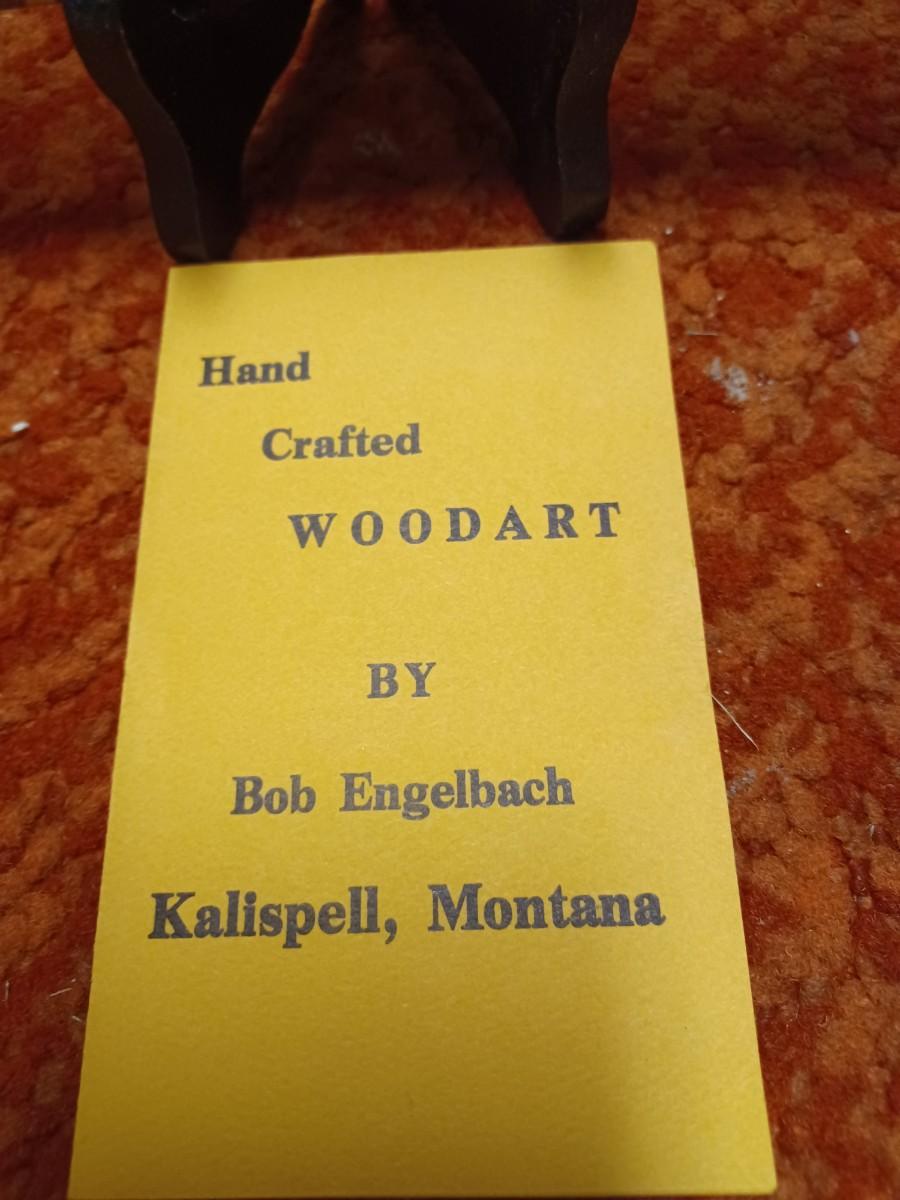 Hand
Crafted
WOODART
BY
Bob Engelbach
Kalispell, Montana